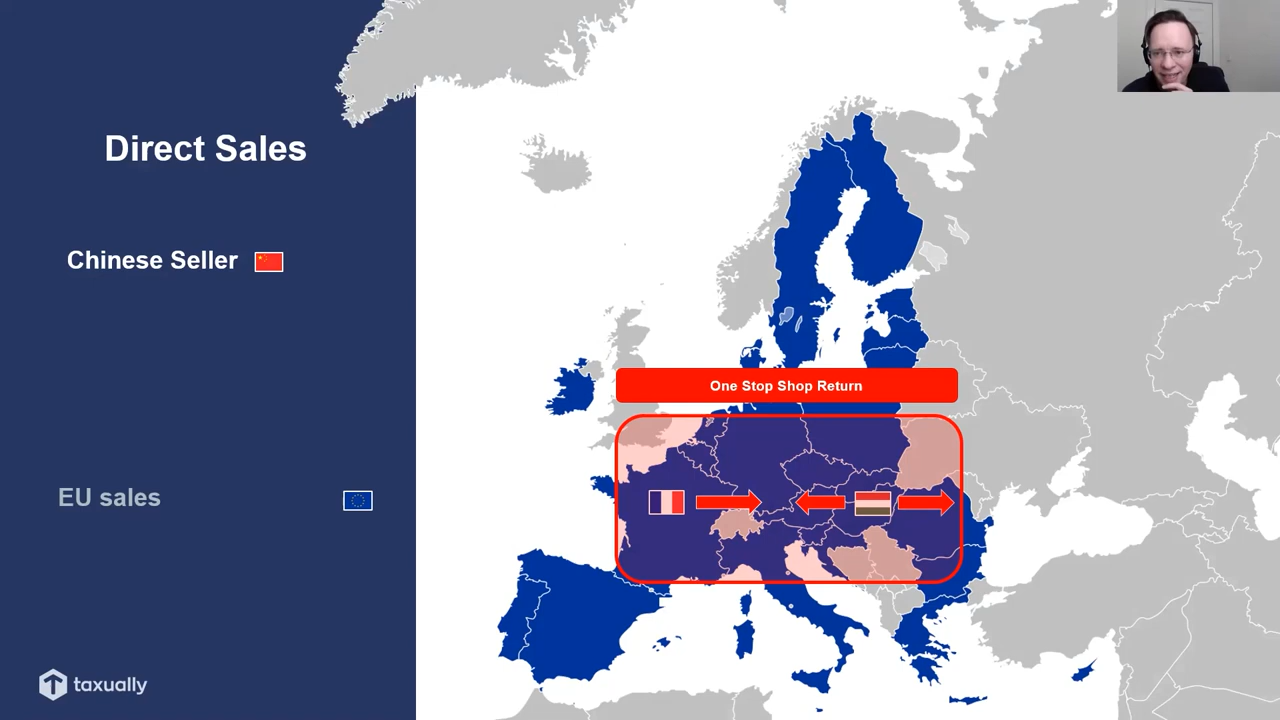 Direct Sales
Chinese Seller
One Stop Shop Return
EU sales
taxually